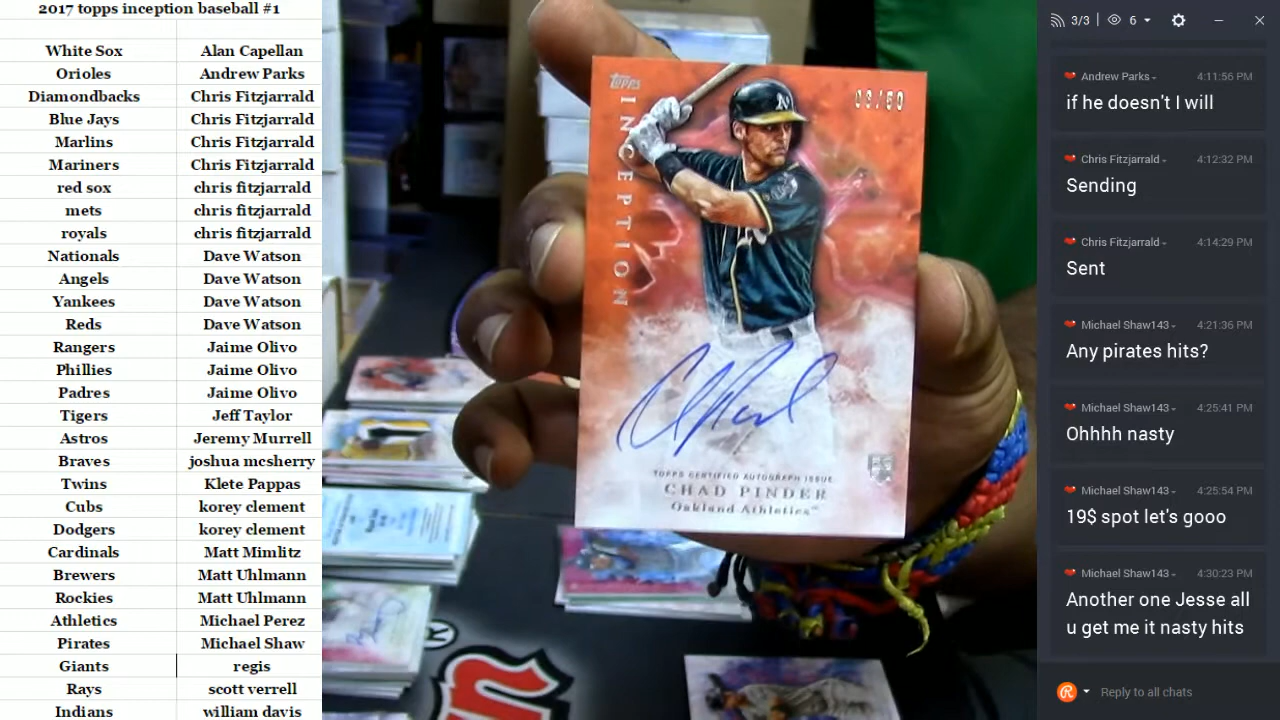 2017 topps inception baseball #1
White Sox Alan Capellan
Orioles Andrew Parks
Diamondbacks Chris Fitzjarrald
Blue Jays Chris Fitzjarrald
Marlins Chris Fitzjarrald
Mariners Chris Fitzjarrald
red sox chris fitzjarrald
mets chris fitzjarrald
royals chris fitzjarrald
Nationals Dave Watson
Angels Dave Watson
Yankees Dave Watson
Reds Dave Watson
Rangers Jaime Olivo
Phillies Jaime Olivo
Padres Jaime Olivo
Tigers Jeff Taylor
Astros Jeremy Murrell
Braves joshua mcsherry
Twins Klete Pappas
Cubs korey clement
Dodgers korey clement
Cardinals Matt Mimlitz
Brewers Matt Uhlmann
Rockies Matt Uhlmann
Athletics Michael Perez
Pirates Michael Shaw
Giants regis
Rays scott verrell
Indians william davis
Topps
INCEPTION
TOPPS CERTIFIED AUTOGRAPH ISSUE
CHAD PINDER
Oakland Athletics™
®
3/3 6
Andrew Parks 4:11:56 PM
if he doesn't I will
Chris Fitzjarrald 4:12:32 PM
Sending
Chris Fitzjarrald 4:14:29 PM
Sent
Michael Shaw143 4:21:36 PM
Any pirates hits?
Michael Shaw143 4:25:41 PM
Ohhhh nasty
Michael Shaw143 4:25:54 PM
19$ spot let's gooo
Michael Shaw143 4:30:23 PM
Another one Jesse all
u get me it nasty hits
Reply to all chats